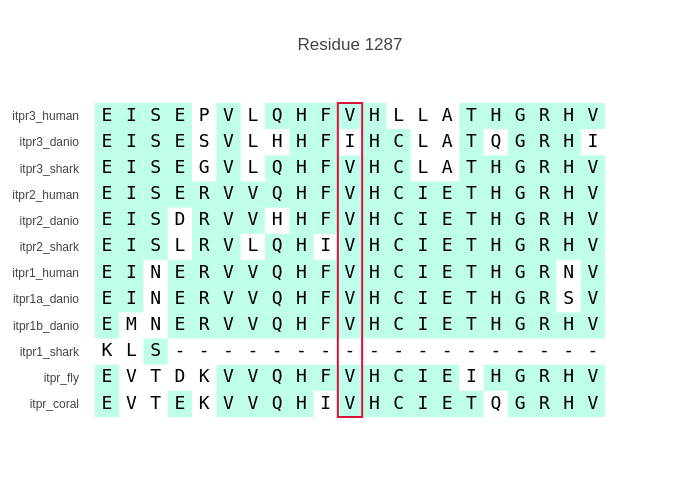 Residue 1287
itpr3_human E I S E P V L Q H F V H L L A T H G R H V
itpr3_danio E I S E S V L H H F I H C L A T Q G R H I
itpr3_shark E I S E G V L Q H F V H C L A T H G R H V
itpr2_human E I S E R V V Q H F V H C I E T H G R H V
itpr2_danio E I S D R V V H H F V H C I E T H G R H V
itpr2_shark E I S L R V L Q H I V H C I E T H G R H V
itpr1_human E I N E R V V Q H F V H C I E T H G R N V
itpr1a_danio E I N E R V V Q H F V H C I E T H G R S V
itpr1b_danio E M N E R V V Q H F V H C I E T H G R H V
itpr1_shark K L S - - - - - - - - - - - - - - - - - -
itpr_fly E V T D K V V Q H F V H C I E I H G R H V
itpr_coral E V T E K V V Q H I V H C I E T Q G R H V